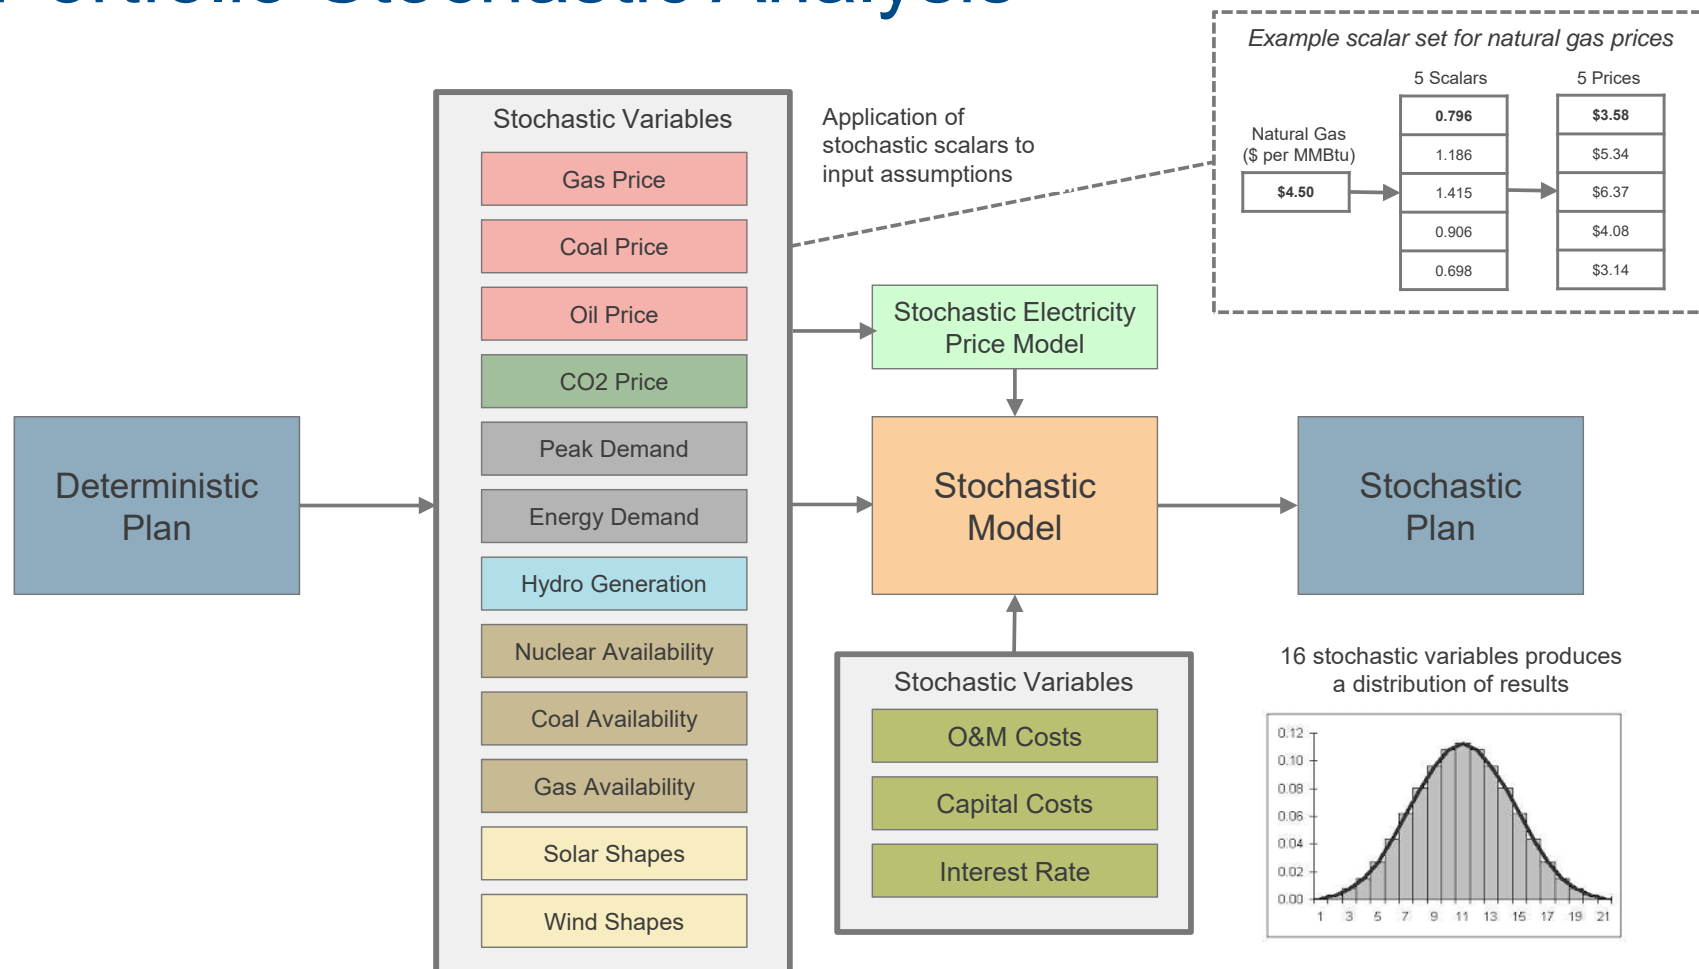 Portfolio Stochastic Analysis
Example scalar set for natural gas prices
5 Scalars
5 Prices
Natural Gas
($ per MMBtu)
$4.50
0.796
$3.58
1.186
$5.34
1.415
$6.37
0.906
$4.08
0.698
$3.14
Application of
stochastic scalars to
input assumptions
Stochastic Variables
Gas Price
Coal Price
Oil Price
CO2 Price
Peak Demand
Energy Demand
Hydro Generation
Nuclear Availability
Coal Availability
Gas Availability
Solar Shapes
Wind Shapes
Deterministic
Plan
Stochastic Electricity
Price Model
Stochastic
Model
Stochastic
Plan
Stochastic Variables
O&M Costs
Capital Costs
Interest Rate
16 stochastic variables produces
a distribution of results
0.12
0.10
0.08
0.06
0.04
0.02
0.00
1 3 5 7 9 11 13 15 17 19 21